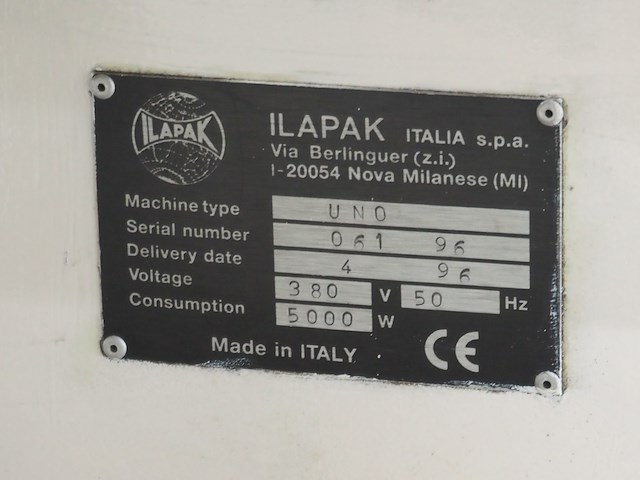 ILAPAK
ILAPAK ITALIA s.p.a.
Via Berlinguer (z.i.)
I-20054 Nova Milanese (MI)
Machine type UNO
Serial number 061 96
Delivery date 4 96
Voltage 380 V 50 Hz
Consumption 5000 W
Made in ITALY CE